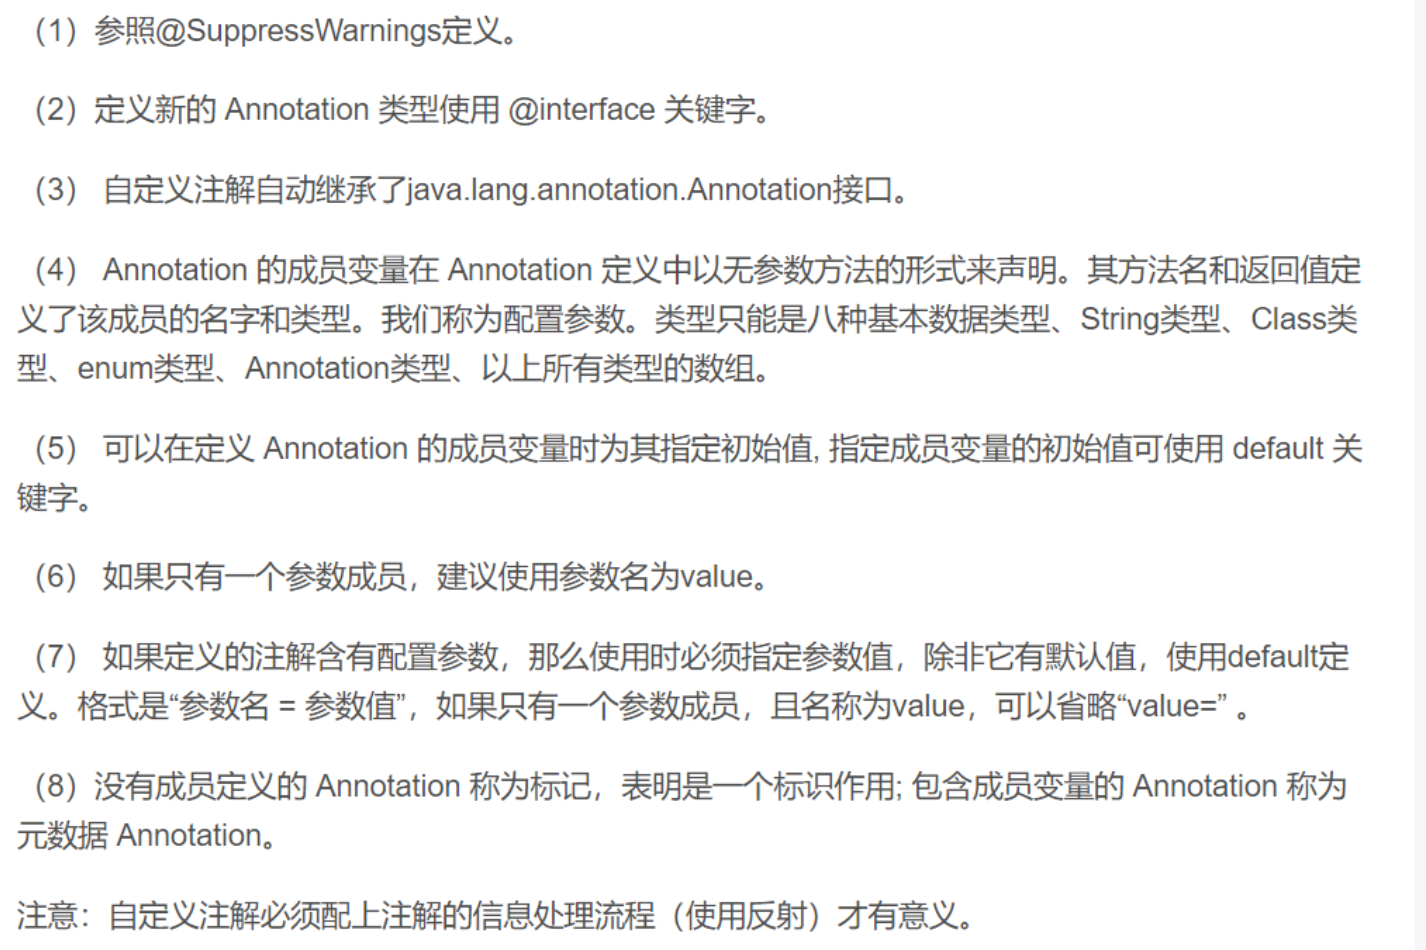 （1）参照@SuppressWarnings定义。
（2）定义新的 Annotation 类型使用 @interface 关键字。
（3） 自定义注解自动继承了java.lang.annotation.Annotation接口。
（4） Annotation 的成员变量在 Annotation 定义中以无参数方法的形式来声明。其方法名和返回值定
义了该成员的名字和类型。我们称为配置参数。类型只能是八种基本数据类型、String类型、Class类
型、enum类型、Annotation类型、以上所有类型的数组。
（5） 可以在定义 Annotation 的成员变量时为其指定初始值, 指定成员变量的初始值可使用 default 关
键字。
（6） 如果只有一个参数成员，建议使用参数名为value。
（7） 如果定义的注解含有配置参数，那么使用时必须指定参数值，除非它有默认值，使用default定
义。格式是“参数名 = 参数值”，如果只有一个参数成员，且名称为value，可以省略“value=” 。
（8）没有成员定义的 Annotation 称为标记，表明是一个标识作用; 包含成员变量的 Annotation 称为
元数据 Annotation。
注意：自定义注解必须配上注解的信息处理流程（使用反射）才有意义。